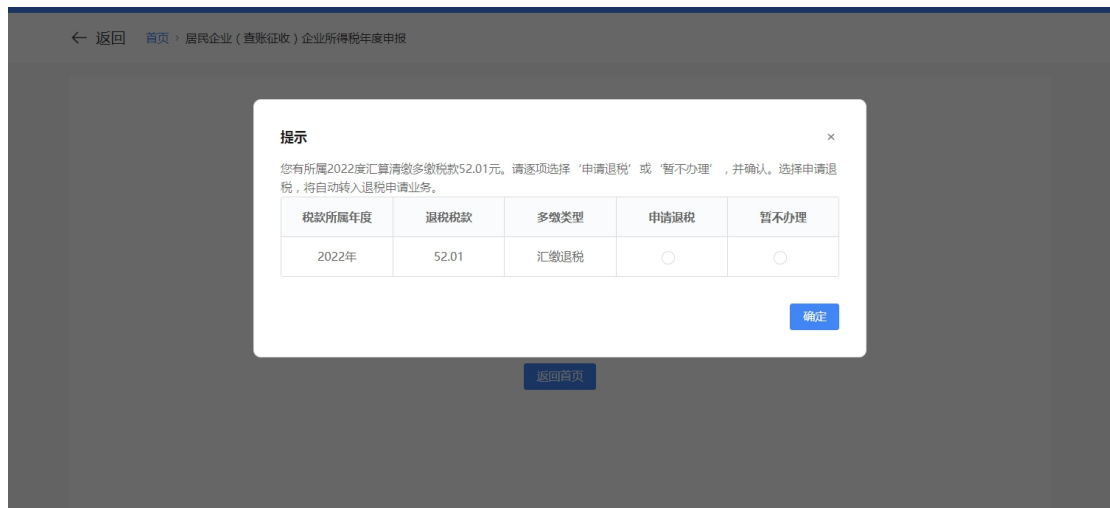 ← 返回 首页 > 居民企业（查账征收）企业所得税年度申报
提示 ×
您有所属2022度汇算清缴多缴税款52.01元。请逐项选择‘申请退税’或‘暂不办理’，并确认。选择申请退
税，将自动转入退税申请业务。
税款所属年度 退税税款 多缴类型 申请退税 暂不办理
2022年 52.01 汇缴退税
确定
返回首页